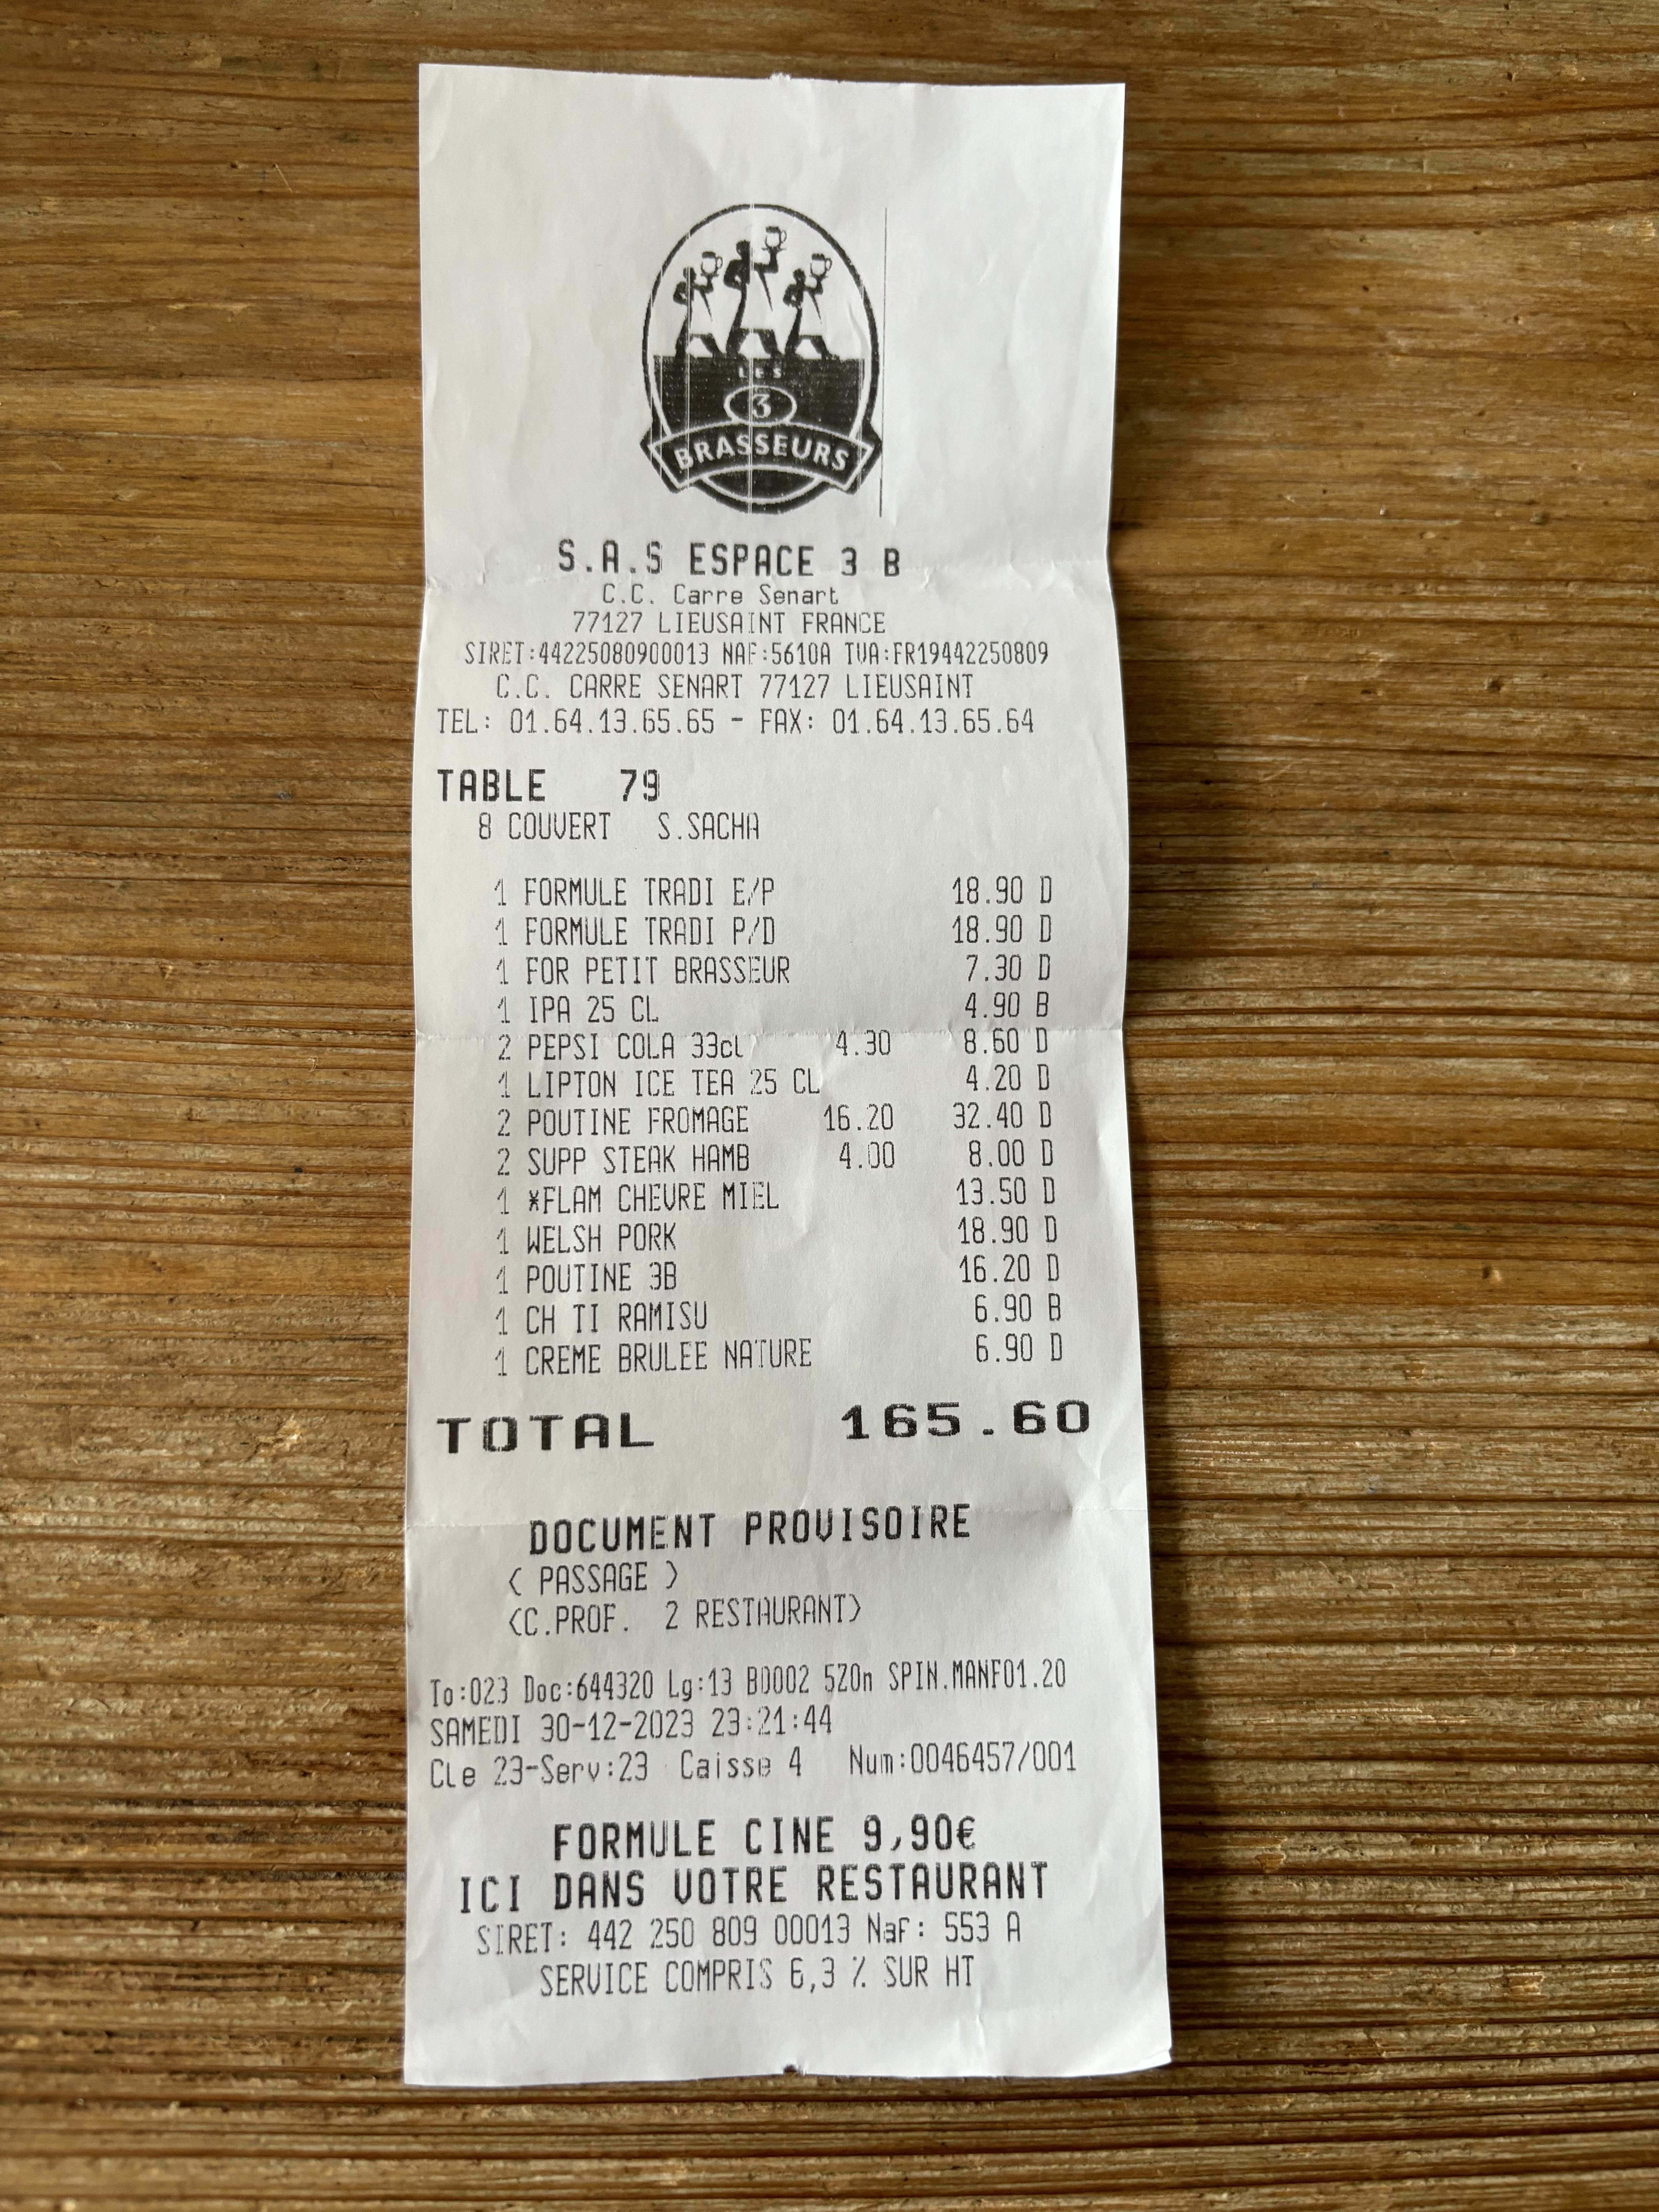 LES
3
BRASSEURS
S.A.S ESPACE 3 B
C.C. Carre Senart
77127 LIEUSAINT FRANCE
SIRET:44225080900013 NAF:5610A TVA:FR19442250809
C.C. CARRE SENART 77127 LIEUSAINT
TEL: 01.64.13.65.65 - FAX: 01.64.13.65.64
TABLE 79
8 COUVERT S.SACHA
1 FORMULE TRADI E/P 18.90 D
1 FORMULE TRADI P/D 18.90 D
1 FOR PETIT BRASSEUR 7.30 D
1 IPA 25 CL 4.90 B
2 PEPSI COLA 33cl 4.30 8.60 D
1 LIPTON ICE TEA 25 CL 4.20 D
2 POUTINE FROMAGE 16.20 32.40 D
2 SUPP STEAK HAMB 4.00 8.00 D
1 *FLAM CHEVRE MIEL 13.50 D
1 WELSH PORK 18.90 D
1 POUTINE 3B 16.20 D
1 CH TI RAMISU 6.90 B
1 CREME BRULEE NATURE 6.90 D
TOTAL 165.60
DOCUMENT PROVISOIRE
( PASSAGE )
(C.PROF. 2 RESTAURANT)
To:023 Doc:644320 Lg:13 B0002 5Z0n SPIN.MANF01.20
SAMEDI 30-12-2023 23:21:44
Cle 23-Serv:23 Caisse 4 Num:0046457/001
FORMULE CINE 9,90€
ICI DANS VOTRE RESTAURANT
SIRET: 442 250 809 00013 Naf: 553 A
SERVICE COMPRIS 6,3 % SUR HT